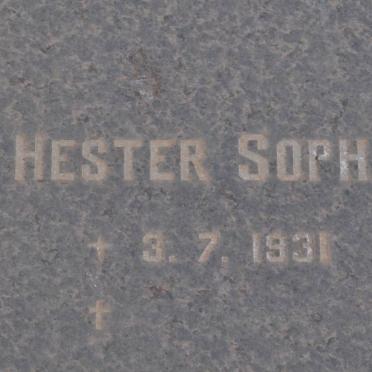 HESTER SOPH
+ 3. 7. 1931
+